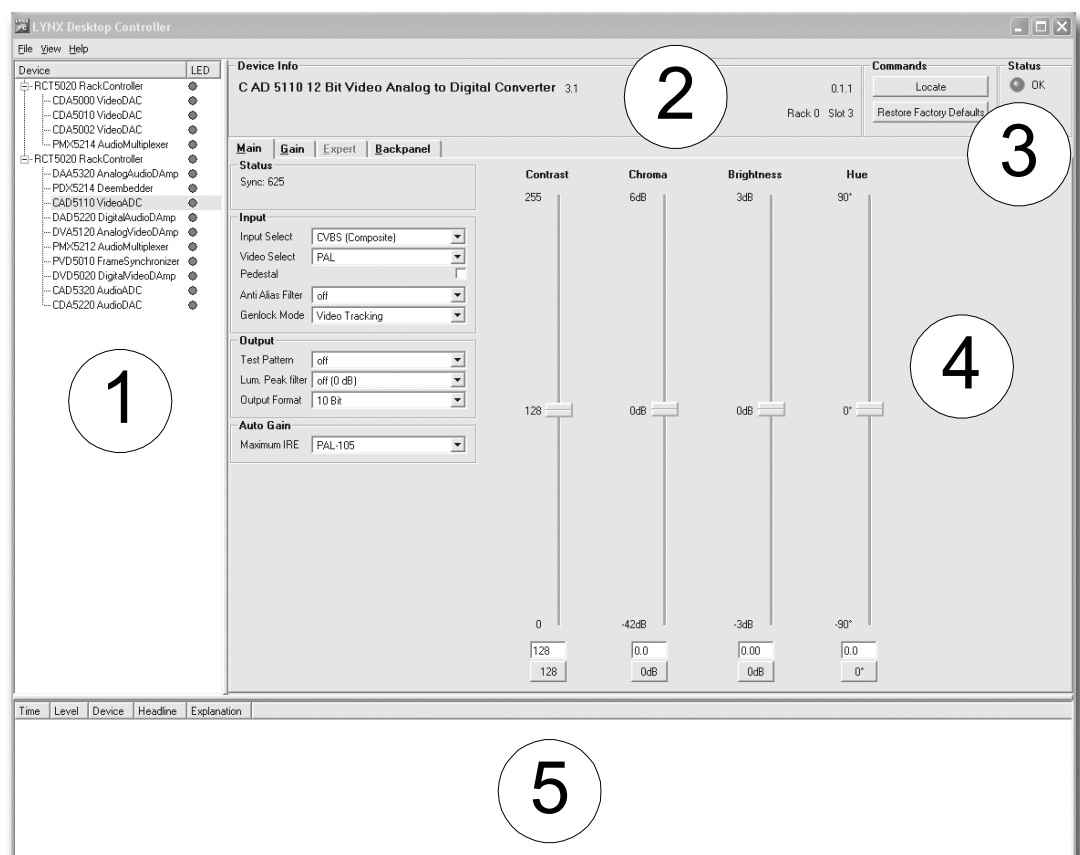 LYNX Desktop Controller
File View Help
Device LED
RCT5020 RackController
CDA5000 VideoDAC
CDA5010 VideoDAC
CDA5002 VideoDAC
PMX5214 AudioMultiplexer
RCT5020 RackController
DAA5320 AnalogAudioDAmp
PDX5214 Deembedder
CAD5110 VideoADC
DAD5220 DigitalAudioDAmp
DVA5120 AnalogVideoDAmp
PMX5212 AudioMultiplexer
PVD5010 FrameSynchronizer
DVD5020 DigitalVideoDAmp
CAD5320 AudioADC
CDA5220 AudioDAC
1
Device Info
C AD 5110 12 Bit Video Analog to Digital Converter 3.1
0.1.1
Rack 0 Slot 3
2
Commands
Locate
Restore Factory Defaults
Status
OK
3
Main Gain Expert Backpanel
Status
Sync: 625
Input
Input Select CVBS (Composite)
Video Select PAL
Pedestal
Anti Alias Filter off
Genlock Mode Video Tracking
Output
Test Pattern off
Lum. Peak filter off (0 dB)
Output Format 10 Bit
Auto Gain
Maximum IRE PAL-105
Contrast Chroma Brightness Hue
255 6dB 3dB 90°
128 0dB 0dB 0°
0 -42dB -3dB -90°
128 0.0 0.00 0.0
128 0dB 0dB 0°
4
Time Level Device Headline Explanation
5